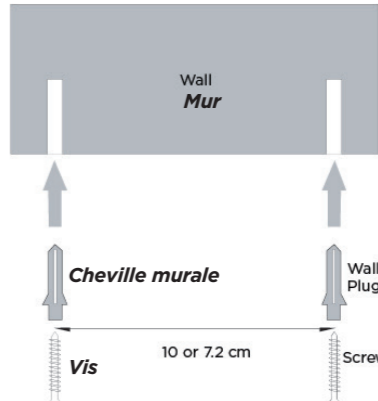 Wall
Mur
Cheville murale
Wall
Plug
10 or 7.2 cm
Vis
Screw